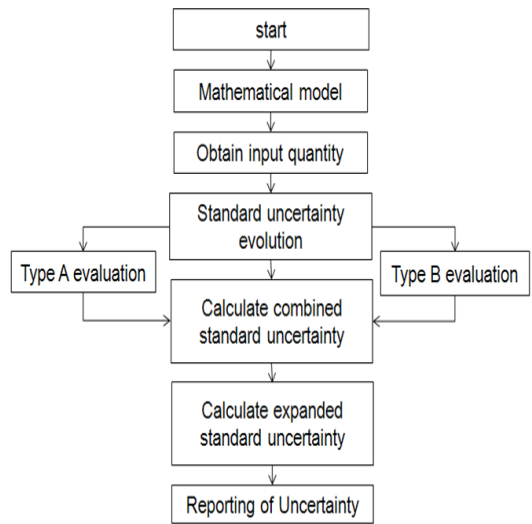 start
Mathematical model
Obtain input quantity
Standard uncertainty
evolution
Type A evaluation
Type B evaluation
Calculate combined
standard uncertainty
Calculate expanded
standard uncertainty
Reporting of Uncertainty